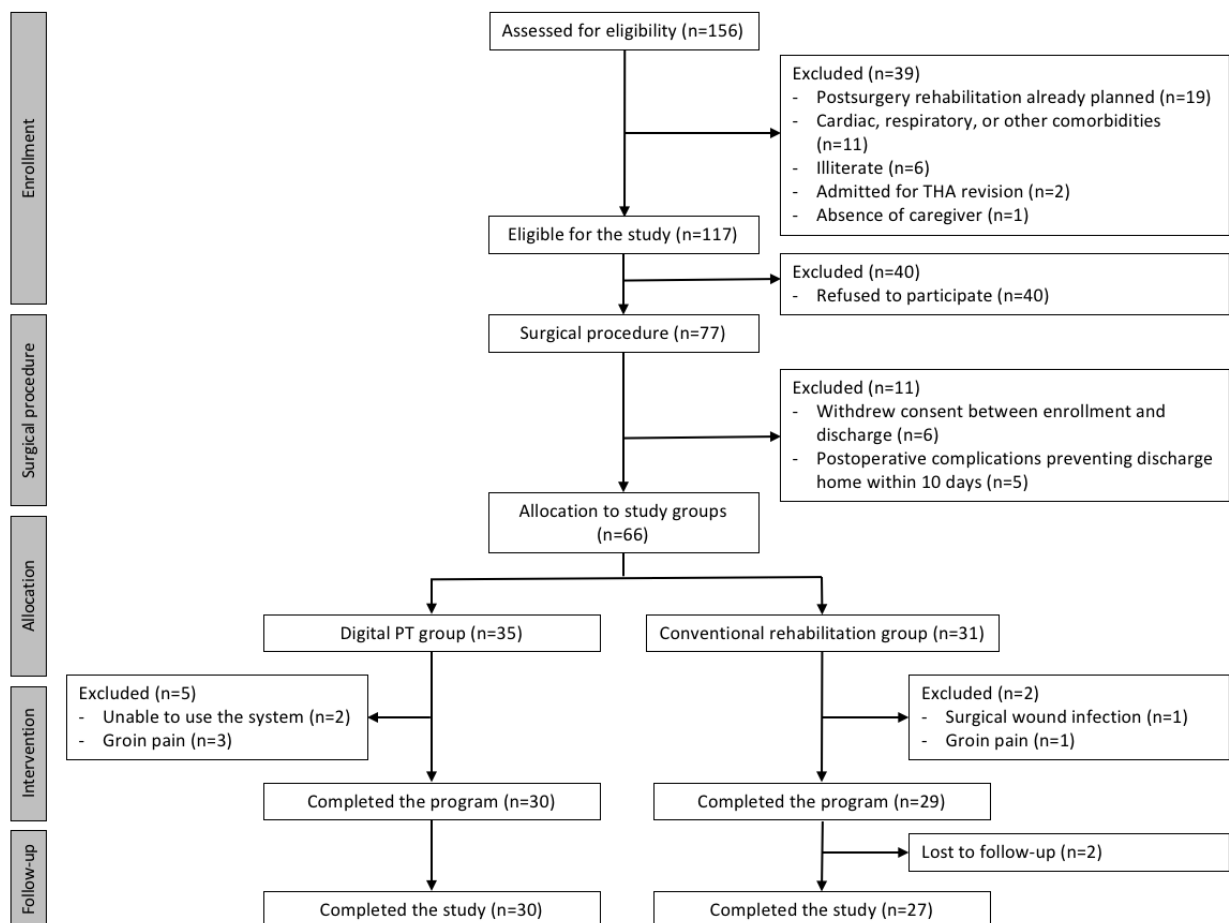 Enrollment
Assessed for eligibility (n=156)
Excluded (n=39)
- Postsurgery rehabilitation already planned (n=19)
- Cardiac, respiratory, or other comorbidities
(n=11)
- Illiterate (n=6)
- Admitted for THA revision (n=2)
- Absence of caregiver (n=1)
Eligible for the study (n=117)
Excluded (n=40)
- Refused to participate (n=40)
Surgical procedure
Surgical procedure (n=77)
Excluded (n=11)
- Withdrew consent between enrollment and
discharge (n=6)
- Postoperative complications preventing discharge
home within 10 days (n=5)
Allocation to study groups
(n=66)
Allocation
Digital PT group (n=35)
Conventional rehabilitation group (n=31)
Intervention
Excluded (n=5)
- Unable to use the system (n=2)
- Groin pain (n=3)
Excluded (n=2)
- Surgical wound infection (n=1)
- Groin pain (n=1)
Completed the program (n=30)
Completed the program (n=29)
Follow-up
Lost to follow-up (n=2)
Completed the study (n=30)
Completed the study (n=27)